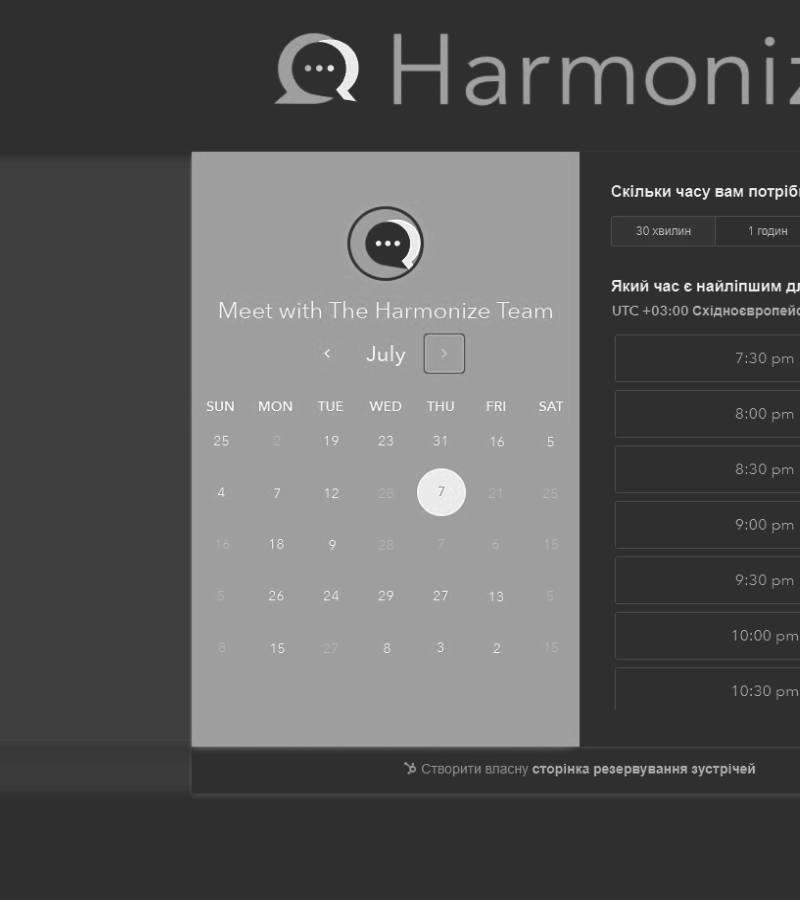 Harmoniz
Meet with The Harmonize Team
July
SUN MON TUE WED THU FRI SAT
25 2 19 23 31 16 5
4 7 12 28 7 21 25
16 18 9 28 7 6 15
5 26 24 29 27 13 5
8 15 27 8 3 2 15
Скільки часу вам потріб
30 хвилин 1 годин
Який час є найліпшим д
UTC +03:00 Східноєвропей
7:30 pm
8:00 pm
8:30 pm
9:00 pm
9:30 pm
10:00 pm
10:30 pm
Створити власну сторінка резервування зустрічей